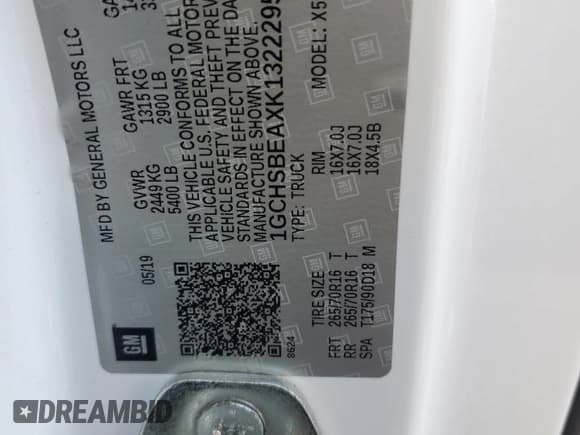 MFD BY GENERAL MOTORS LLC
05/19
GVWR
2449 KG
5400 LB
GAWR FRT
1315 KG
2900 LB
THIS VEHICLE CONFORMS TO ALL
APPLICABLE U.S. FEDERAL MOTOR
VEHICLE SAFETY AND THEFT PREV
STANDARDS IN EFFECT ON THE DA
MANUFACTURE SHOWN ABOVE.
1GCHSBEAXK1322295
TYPE: TRUCK
MODEL: X5
8624
TIRE SIZE
RIM
FRT 265/70R16 T 16X7.0J
RR 265/70R16 T 16X7.0J
SPA T175/90D18 M 18X4.5B
GM
DREAMBID